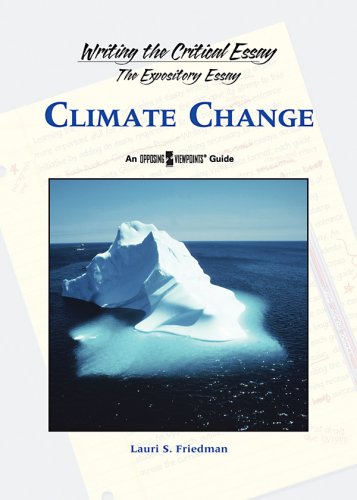 Writing the Critical Essay
The Expository Essay
CLIMATE CHANGE
An OPPOSING VIEWPOINTS® Guide
Lauri S. Friedman